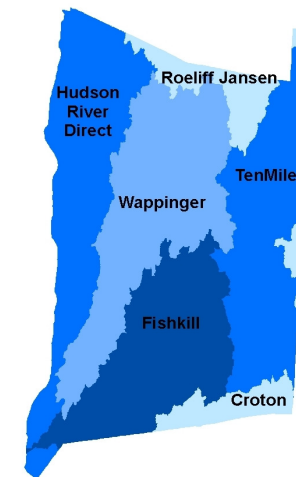 Roeliff Jansen
Hudson
River
Direct
TenMile
Wappinger
Fishkill
Croton